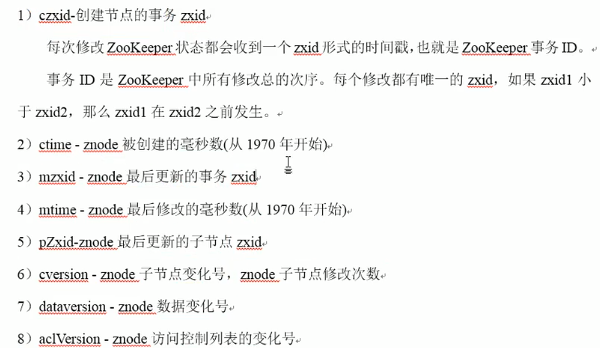 1）czxid-创建节点的事务 zxid
每次修改 ZooKeeper 状态都会收到一个 zxid 形式的时间戳，也就是 ZooKeeper 事务 ID。
事务 ID 是 ZooKeeper 中所有修改总的次序。每个修改都有唯一的 zxid，如果 zxid1 小
于 zxid2，那么 zxid1 在 zxid2 之前发生。
2）ctime - znode 被创建的毫秒数(从 1970 年开始)
3）mzxid - znode 最后更新的事务 zxid
4）mtime - znode 最后修改的毫秒数(从 1970 年开始)
5）pZxid-znode 最后更新的子节点 zxid
6）cversion - znode 子节点变化号，znode 子节点修改次数
7）dataversion - znode 数据变化号
8）aclVersion - znode 访问控制列表的变化号